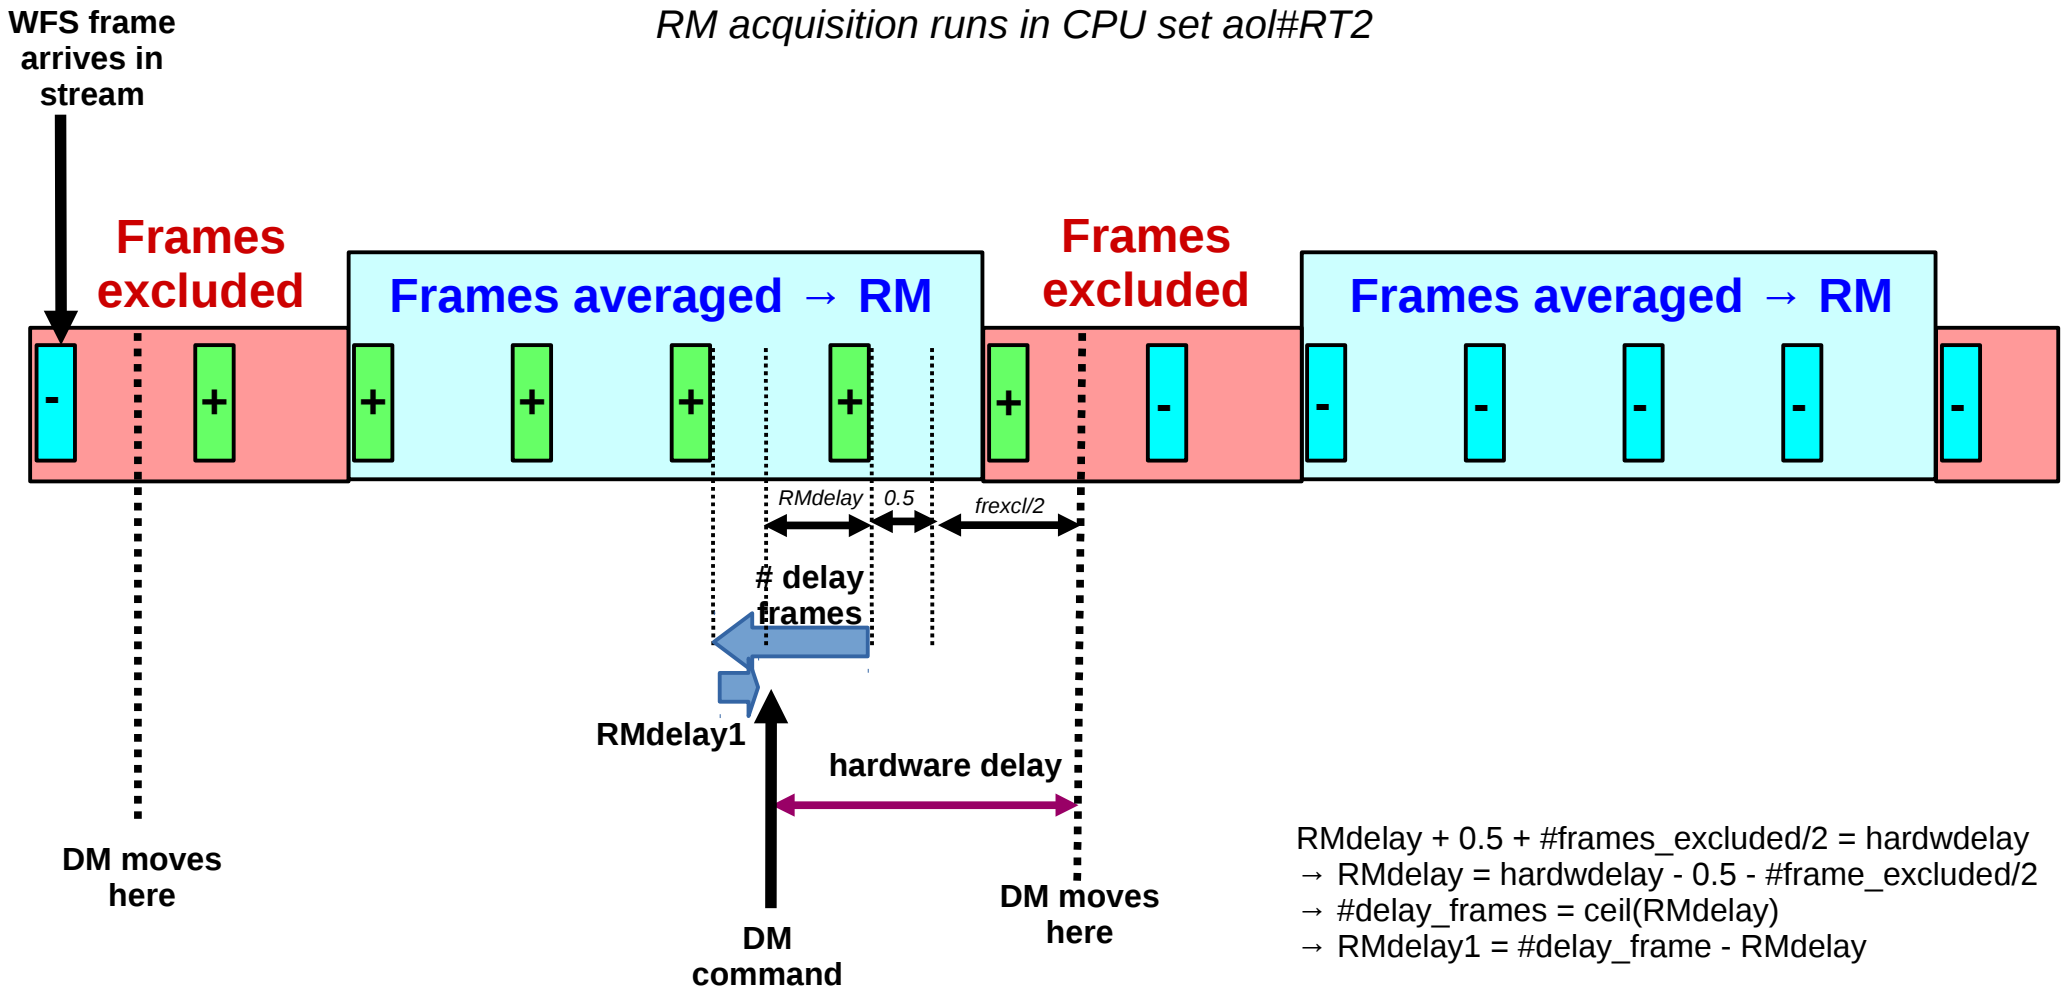 WFS frame
arrives in
stream
RM acquisition runs in CPU set aol#RT2
Frames
excluded
Frames averaged → RM
Frames
excluded
Frames averaged → RM
- + + + + + + - - - - - -
RMdelay 0.5 frexcl/2
# delay
frames
RMdelay1
hardware delay
DM moves
here
DM
command
DM moves
here
RMdelay + 0.5 + #frames_excluded/2 = hardwdelay
→ RMdelay = hardwdelay - 0.5 - #frame_excluded/2
→ #delay_frames = ceil(RMdelay)
→ RMdelay1 = #delay_frame - RMdelay